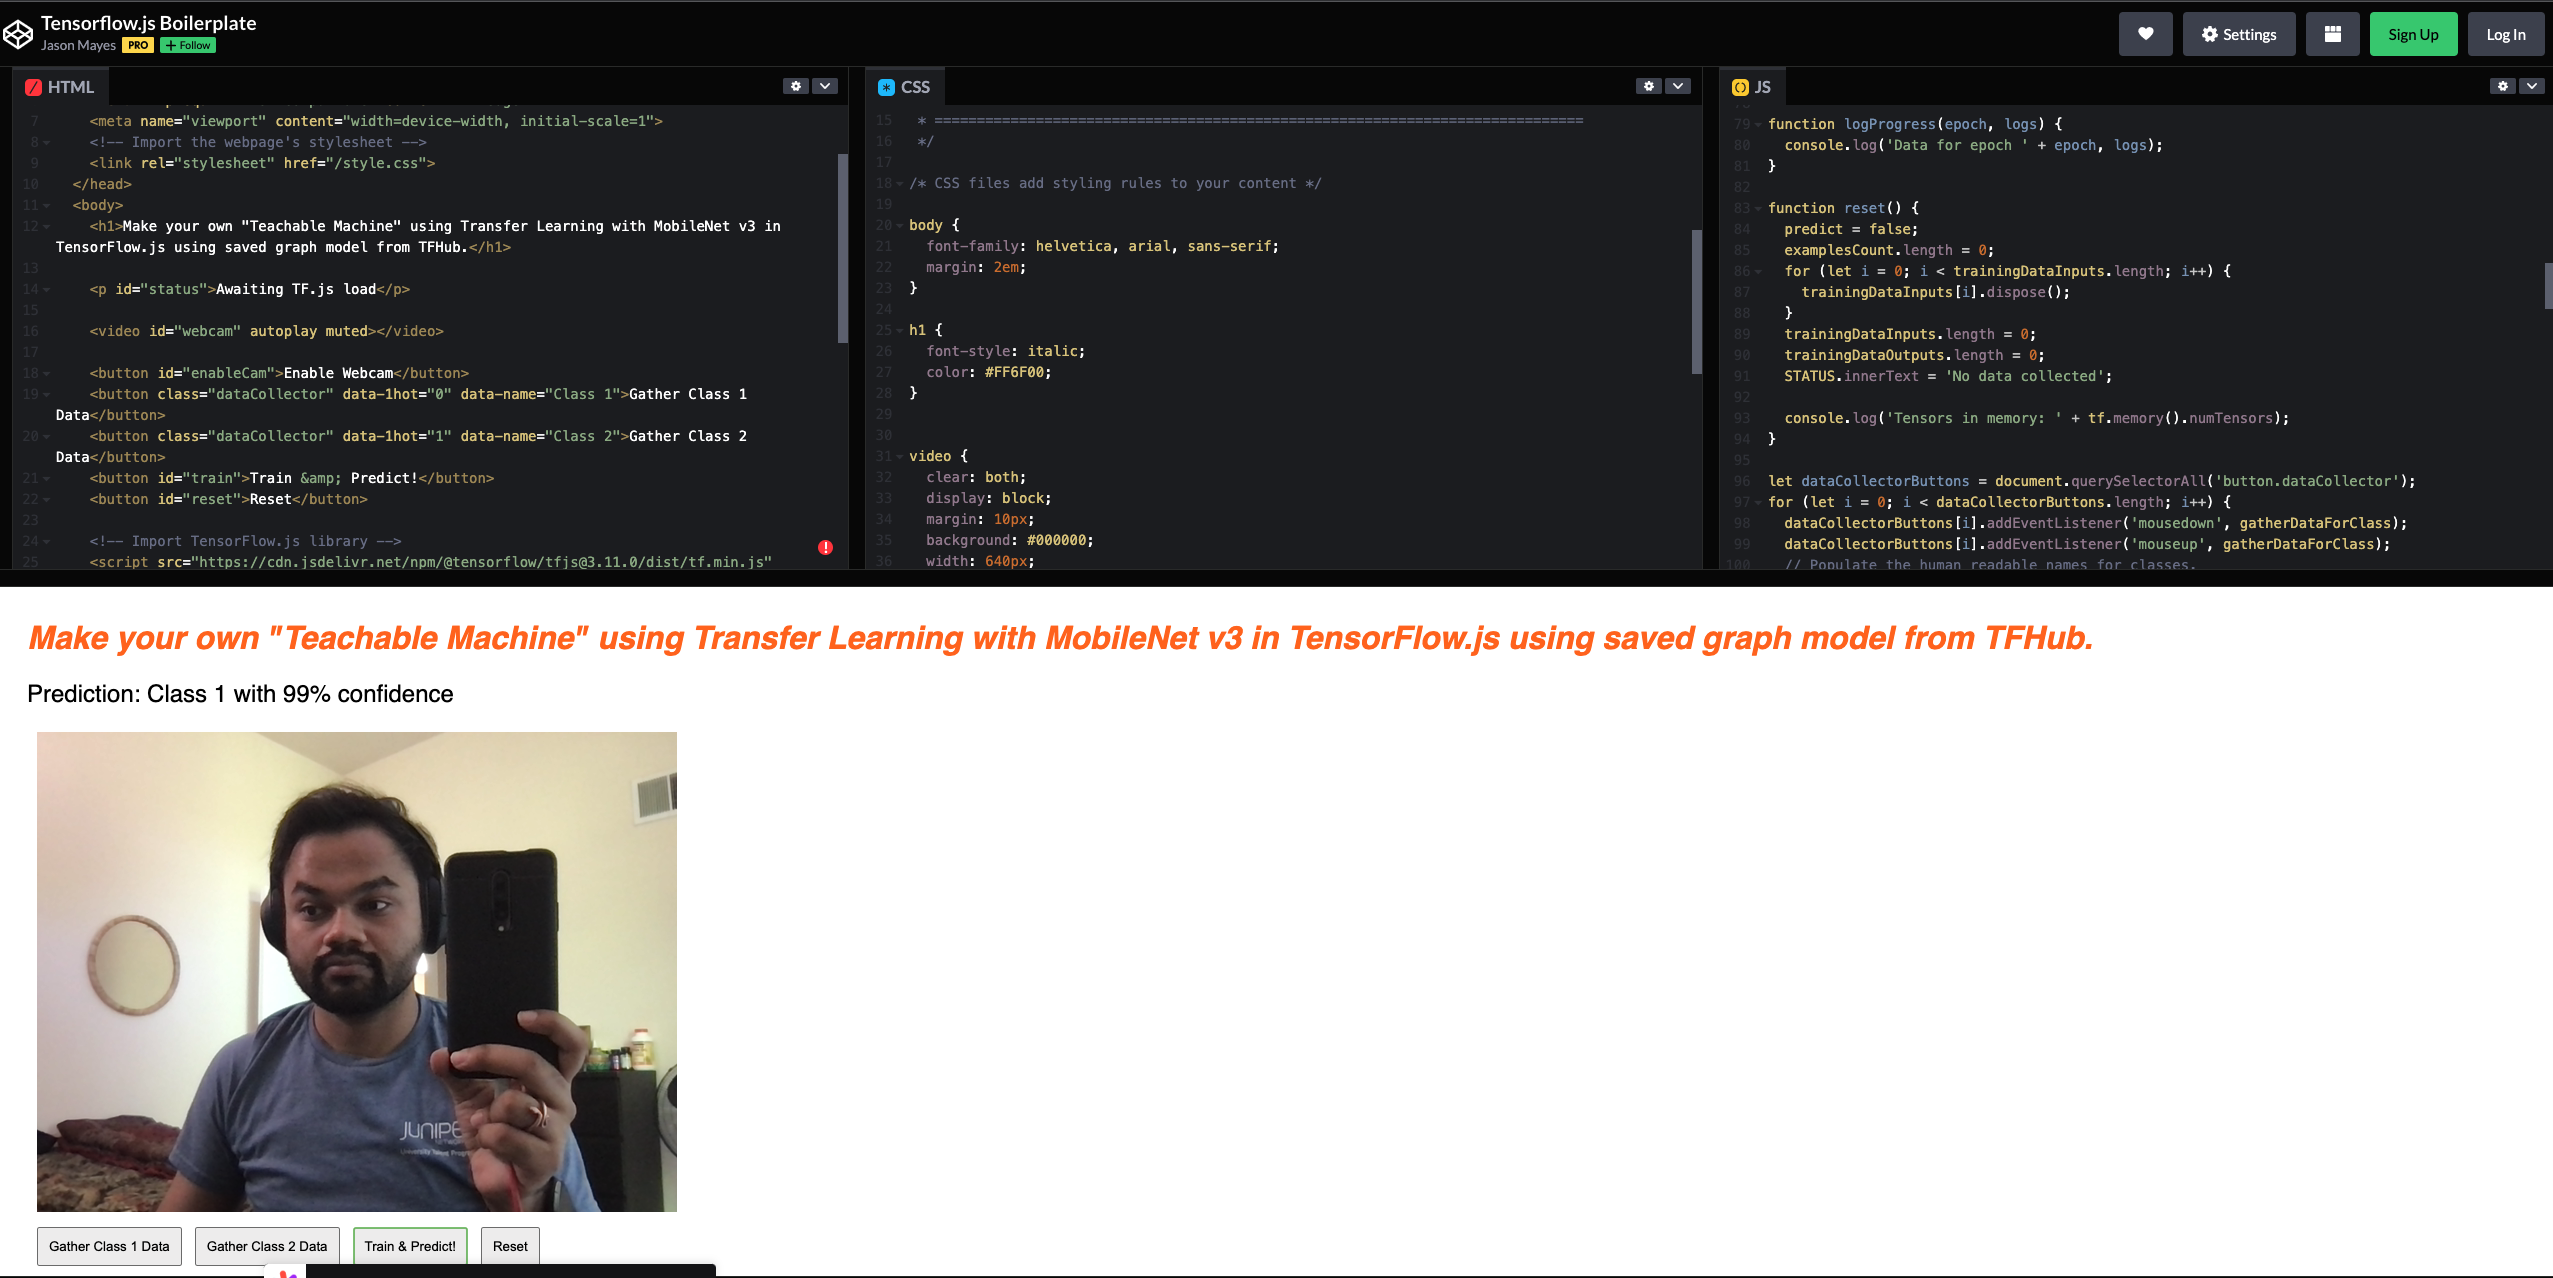 Tensorflow.js Boilerplate
Jason Mayes PRO + Follow
Settings
Sign Up
Log In
HTML
7 <meta name="viewport" content="width=device-width, initial-scale=1">
8 <!-- Import the webpage's stylesheet -->
9 <link rel="stylesheet" href="/style.css">
10 </head>
11 <body>
12 <h1>Make your own "Teachable Machine" using Transfer Learning with MobileNet v3 in
TensorFlow.js using saved graph model from TFHub.</h1>
13
14 <p id="status">Awaiting TF.js load</p>
15
16 <video id="webcam" autoplay muted></video>
17
18 <button id="enableCam">Enable Webcam</button>
19 <button class="dataCollector" data-1hot="0" data-name="Class 1">Gather Class 1
Data</button>
20 <button class="dataCollector" data-1hot="1" data-name="Class 2">Gather Class 2
Data</button>
21 <button id="train">Train &amp; Predict!</button>
22 <button id="reset">Reset</button>
23
24 <!-- Import TensorFlow.js library -->
25 <script src="https://cdn.jsdelivr.net/npm/@tensorflow/tfjs@3.11.0/dist/tf.min.js"
CSS
15 * =============================================================================
16 */
17
18 /* CSS files add styling rules to your content */
19
20 body {
21 font-family: helvetica, arial, sans-serif;
22 margin: 2em;
23 }
24
25 h1 {
26 font-style: italic;
27 color: #FF6F00;
28 }
29
30
31 video {
32 clear: both;
33 display: block;
34 margin: 10px;
35 background: #000000;
36 width: 640px;
JS
79 function logProgress(epoch, logs) {
80 console.log('Data for epoch ' + epoch, logs);
81 }
82
83 function reset() {
84 predict = false;
85 examplesCount.length = 0;
86 for (let i = 0; i < trainingDataInputs.length; i++) {
87 trainingDataInputs[i].dispose();
88 }
89 trainingDataInputs.length = 0;
90 trainingDataOutputs.length = 0;
91 STATUS.innerText = 'No data collected';
92
93 console.log('Tensors in memory: ' + tf.memory().numTensors);
94 }
95
96 let dataCollectorButtons = document.querySelectorAll('button.dataCollector');
97 for (let i = 0; i < dataCollectorButtons.length; i++) {
98 dataCollectorButtons[i].addEventListener('mousedown', gatherDataForClass);
99 dataCollectorButtons[i].addEventListener('mouseup', gatherDataForClass);
100 // Populate the human readable names for classes.
Make your own "Teachable Machine" using Transfer Learning with MobileNet v3 in TensorFlow.js using saved graph model from TFHub.
Prediction: Class 1 with 99% confidence
JUNIPE
University Talent
Gather Class 1 Data
Gather Class 2 Data
Train & Predict!
Reset